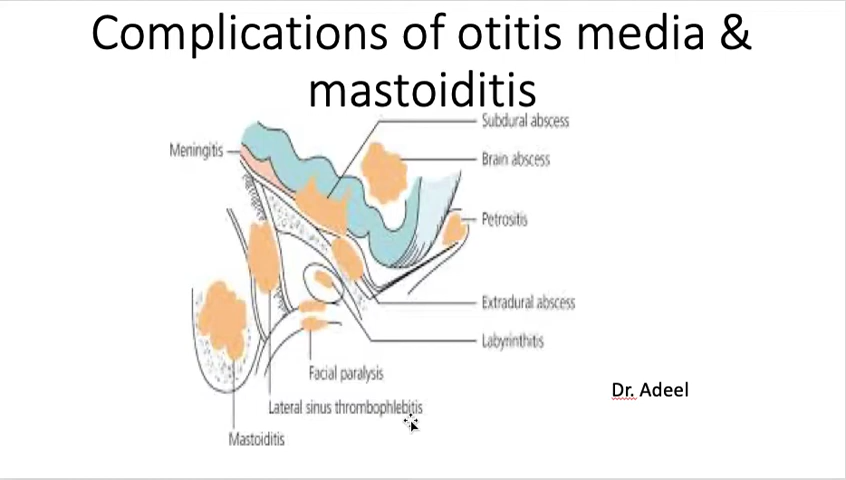 Complications of otitis media &
mastoiditis
Subdural abscess
Meningitis
Brain abscess
Petrositis
Extradural abscess
Labyrinthitis
Facial paralysis
Dr. Adeel
Lateral sinus thrombophlebitis
Mastoiditis